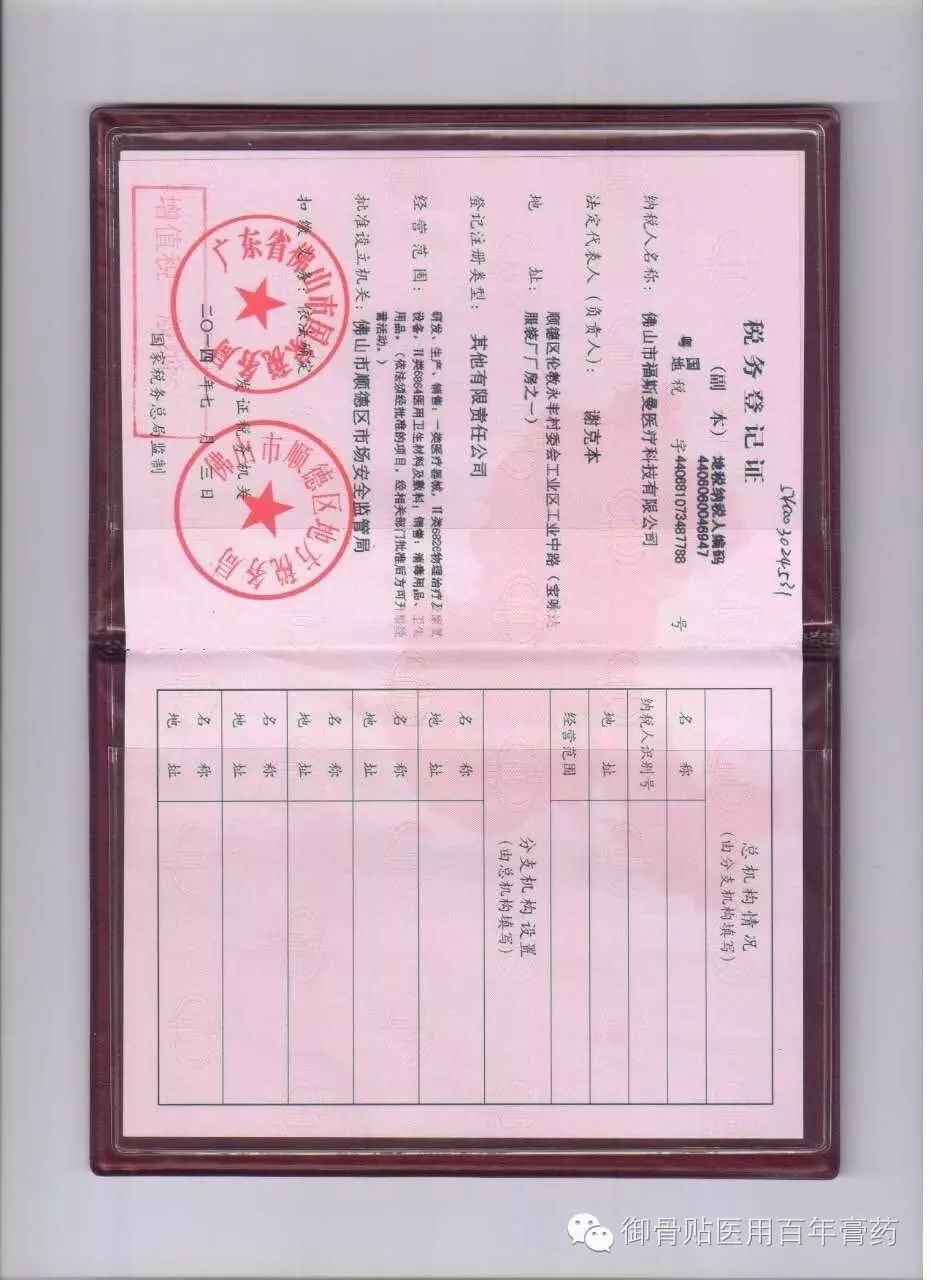 税务登记证
（副 本）
地税纳税人编码
4406060046947
粤 国地 税 字440681073487788 号
纳税人名称： 佛山市福斯曼医疗科技有限公司
法定代表人（负责人）： 谢克本
地 址： 顺德区伦教永丰村委会工业区工业中路（宝咏洁
服装厂厂房之一）
登记注册类型： 其他有限责任公司
经 营 范 围： 研发、生产、销售：一类医疗器械，II类6826物理治疗及康复
设备，II类6864医用卫生材料及敷料；销售：消毒用品、卫生
用品。（依法须经批准的项目，经相关部门批准后方可开展经
营活动。）
批准设立机关： 佛山市顺德区市场安全监管局
扣 缴 义 务： 依法确定
发证税务机关
二〇一四 年 七 月 三 日
国家税务总局监制
增值税
广东省佛山市
税务局
佛山市顺德区地方税务局
总机构情况
（由分支机构填写）
名 称
纳税人识别号
地 址
经营范围
分支机构设置
（由总机构填写）
名 称
地 址
名 称
地 址
名 称
地 址
名 称
地 址
名 称
地 址
御骨贴医用百年膏药